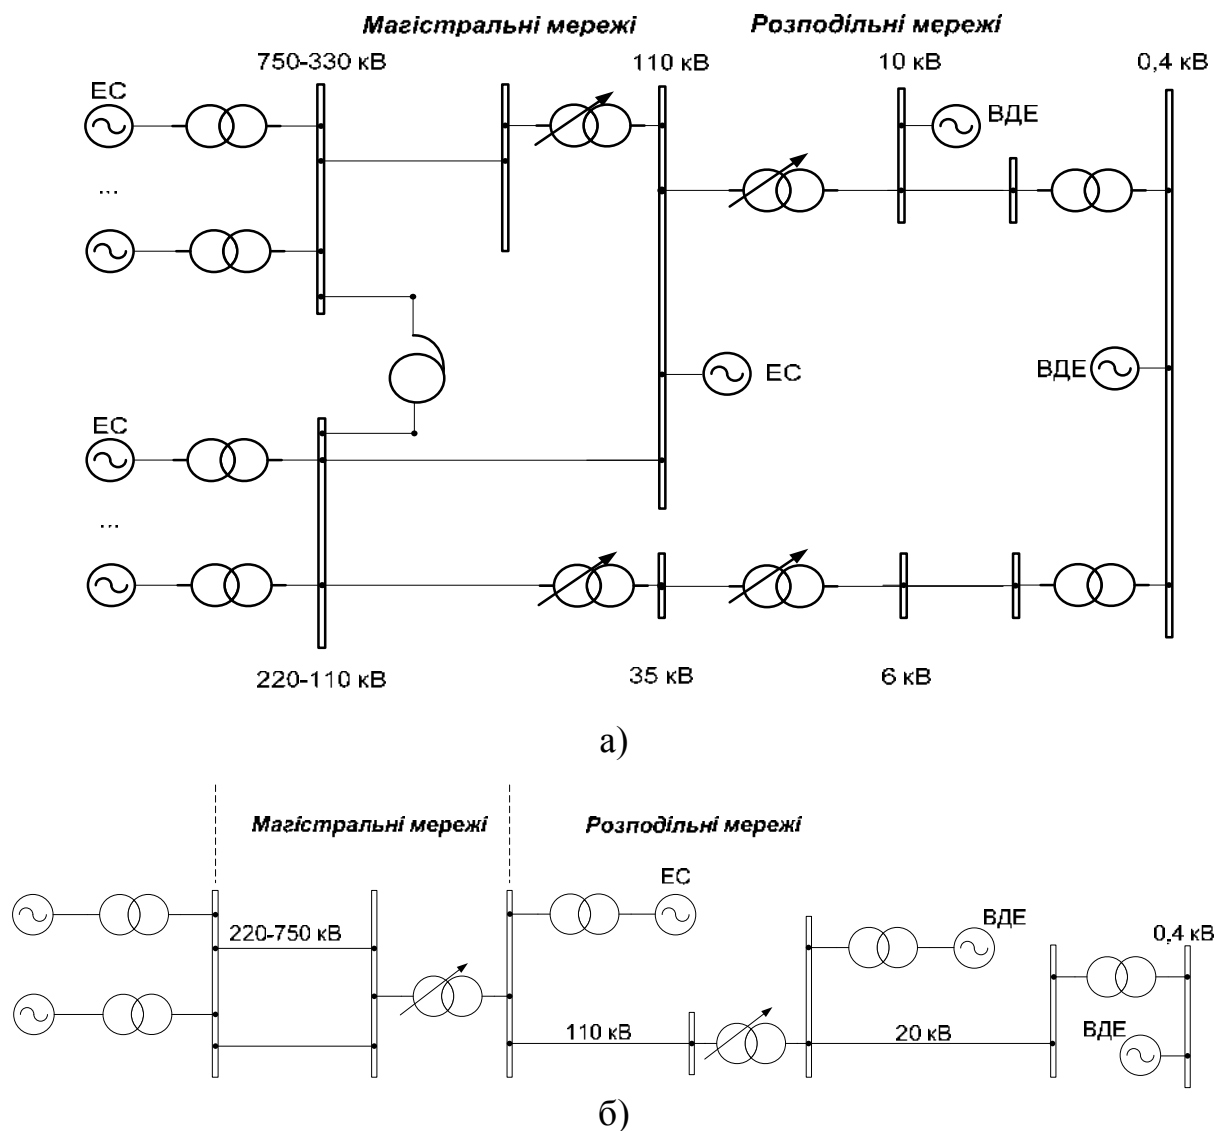 Магістральні мережі Розподільні мережі
750-330 кВ 110 кВ 10 кВ 0,4 кВ
ЕС
ВДЕ
...
ЕС
ВДЕ
ЕС
...
220-110 кВ 35 кВ 6 кВ
а)
Магістральні мережі Розподільні мережі
ЕС
ВДЕ
220-750 кВ
0,4 кВ
110 кВ
20 кВ
ВДЕ
б)